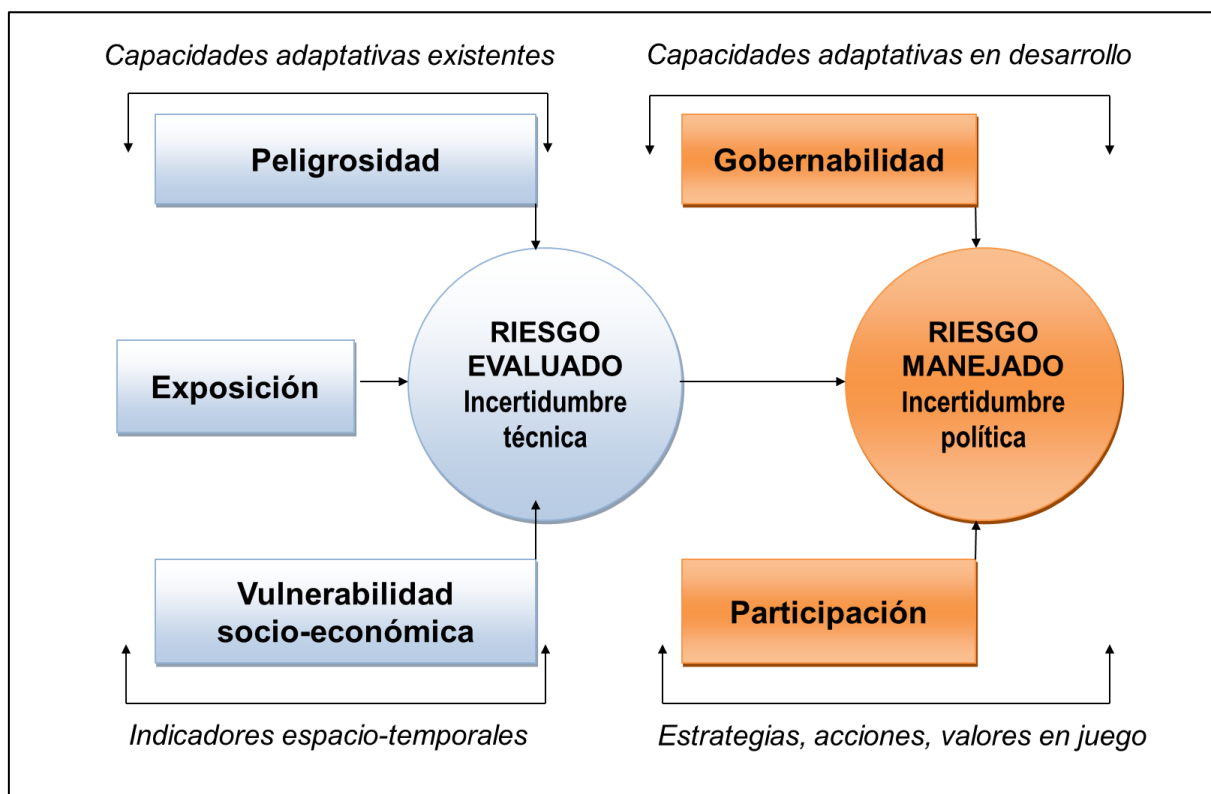 Capacidades adaptativas existentes
Capacidades adaptativas en desarrollo
Peligrosidad
Gobernabilidad
Exposición
RIESGO
EVALUADO
Incertidumbre
técnica
RIESGO
MANEJADO
Incertidumbre
política
Vulnerabilidad
socio-económica
Participación
Indicadores espacio-temporales
Estrategias, acciones, valores en juego